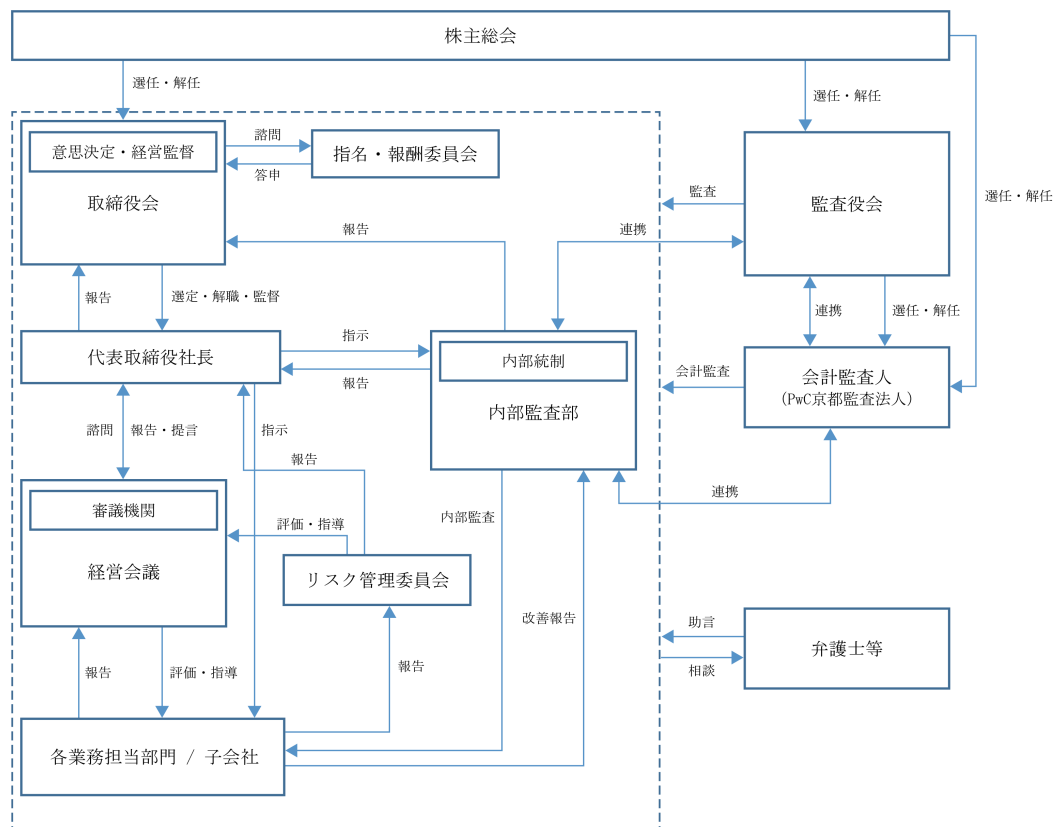 株主総会
選任・解任
選任・解任
選任・解任
意思決定・経営監督
取締役会
諮問
答申
指名・報酬委員会
監査
監査役会
報告
連携
報告
選定・解職・監督
連携
選任・解任
代表取締役社長
指示
報告
内部統制
内部監査部
会計監査
会計監査人
(PwC京都監査法人)
諮問
報告・提言
指示
報告
連携
審議機関
経営会議
評価・指導
内部監査
リスク管理委員会
改善報告
助言
相談
弁護士等
報告
評価・指導
報告
各業務担当部門 / 子会社